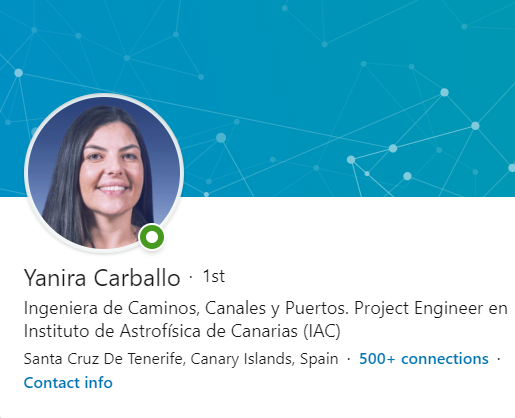 Yanira Carballo · 1st
Ingeniera de Caminos, Canales y Puertos. Project Engineer en
Instituto de Astrofísica de Canarias (IAC)
Santa Cruz De Tenerife, Canary Islands, Spain · 500+ connections ·
Contact info